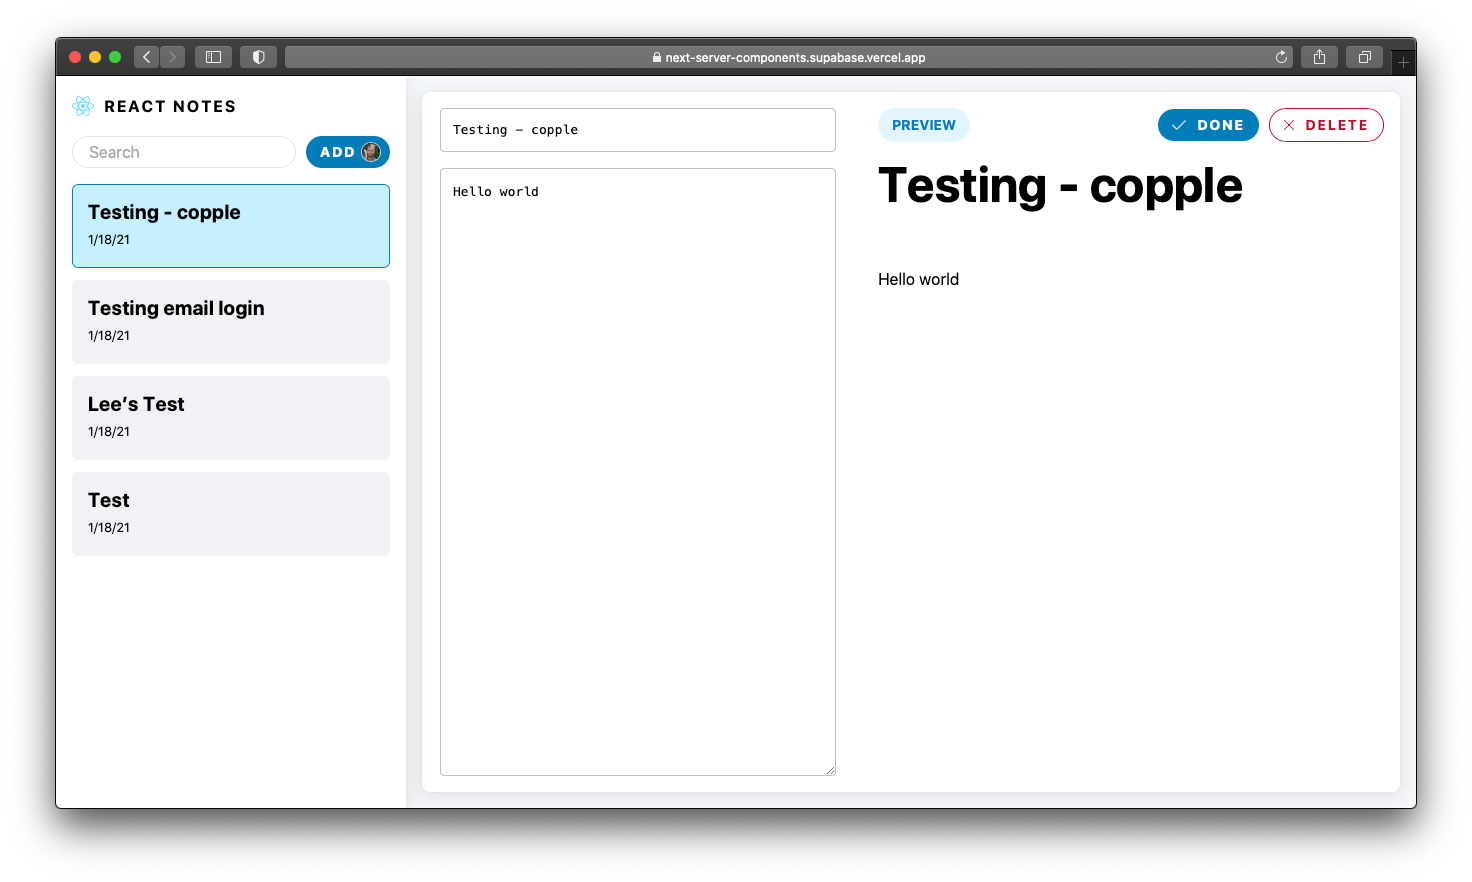 next-server-components.supabase.vercel.app
REACT NOTES
Search
ADD
Testing - copple
1/18/21
Testing email login
1/18/21
Lee’s Test
1/18/21
Test
1/18/21
Testing - copple
Hello world
PREVIEW
DONE
DELETE
Testing - copple
Hello world